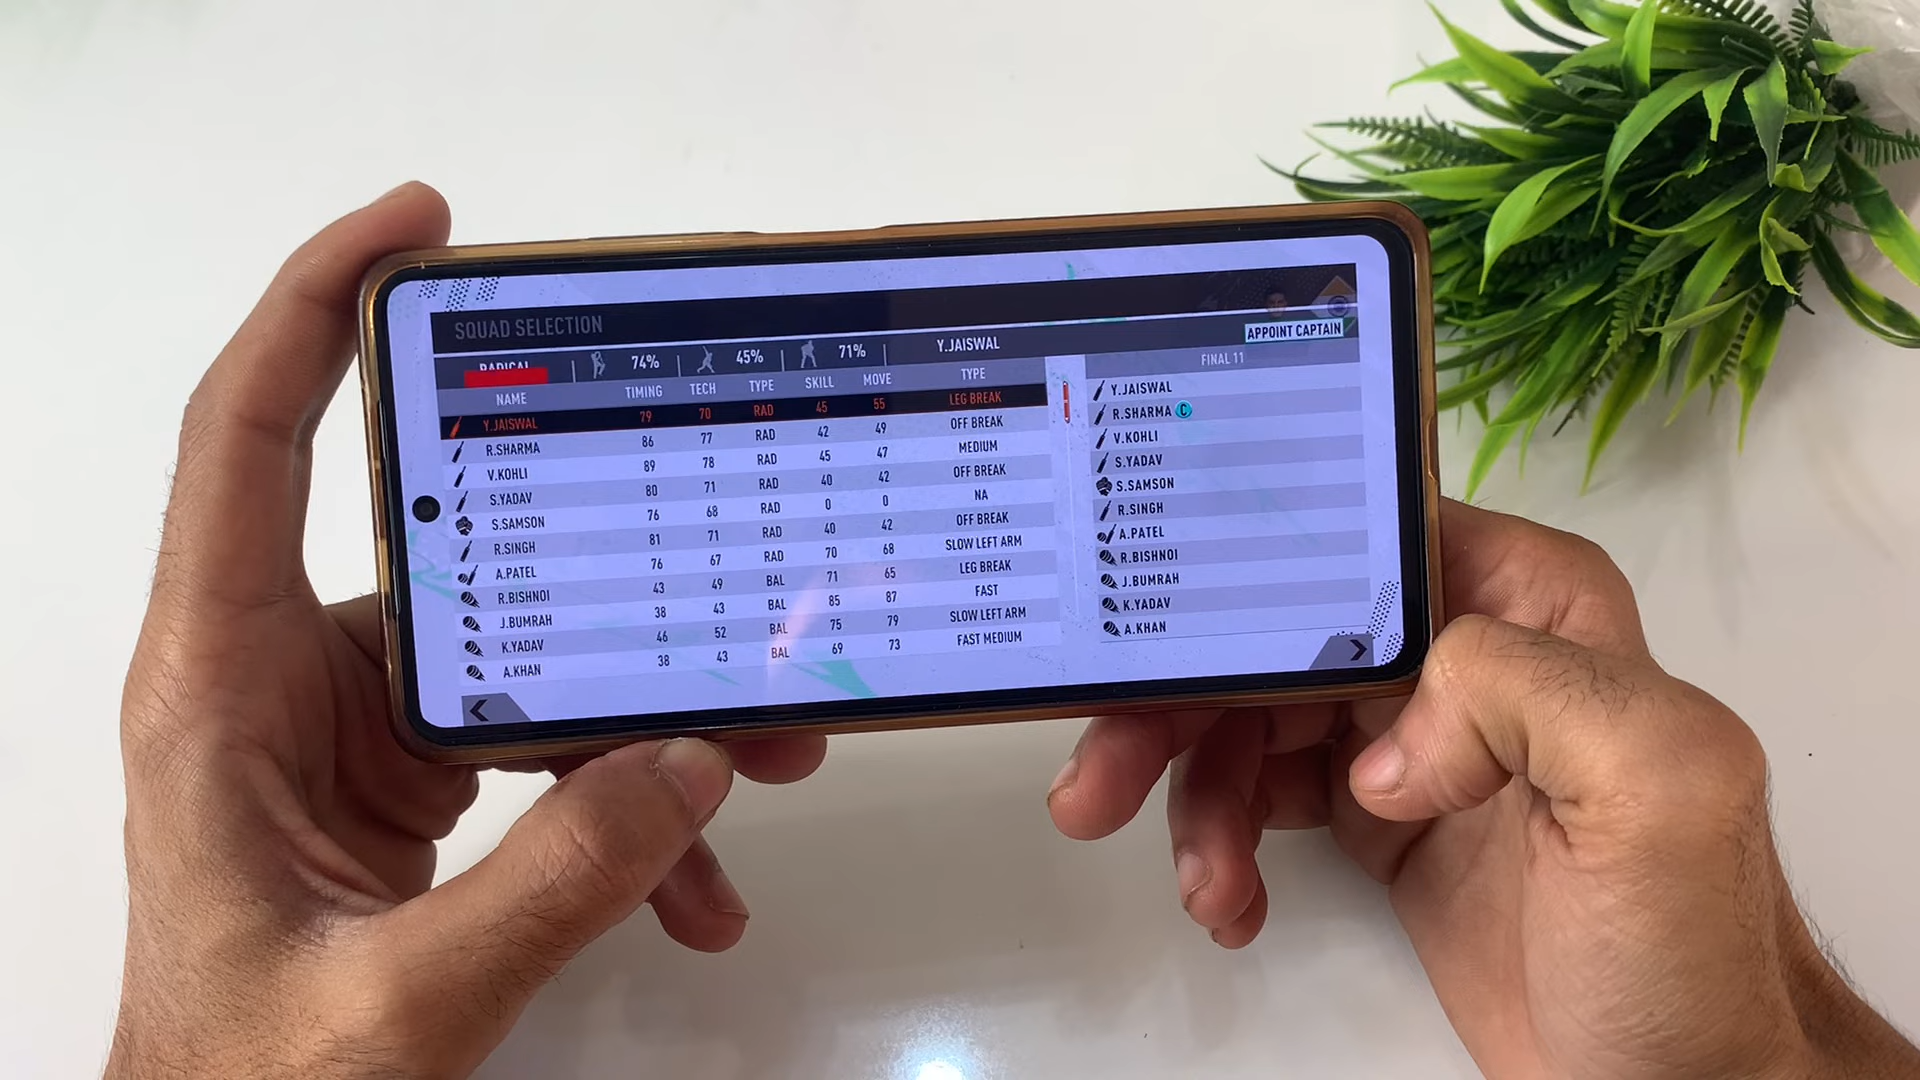 SQUAD SELECTION
APPOINT CAPTAIN
RADICAL 74% 45% 71% Y.JAISWAL
NAME TIMING TECH TYPE SKILL MOVE TYPE
Y.JAISWAL 79 70 RAD 45 55 LEG BREAK
R.SHARMA 86 77 RAD 42 49 OFF BREAK
V.KOHLI 89 78 RAD 45 47 MEDIUM
S.YADAV 80 71 RAD 40 42 OFF BREAK
S.SAMSON 76 68 RAD 0 0 NA
R.SINGH 81 71 RAD 40 42 OFF BREAK
A.PATEL 76 67 RAD 70 68 SLOW LEFT ARM
R.BISHNOI 43 49 BAL 71 65 LEG BREAK
J.BUMRAH 38 43 BAL 85 87 FAST
K.YADAV 46 52 BAL 75 79 SLOW LEFT ARM
A.KHAN 38 43 BAL 69 73 FAST MEDIUM
FINAL 11
Y.JAISWAL
R.SHARMA C
V.KOHLI
S.YADAV
S.SAMSON
R.SINGH
A.PATEL
R.BISHNOI
J.BUMRAH
K.YADAV
A.KHAN